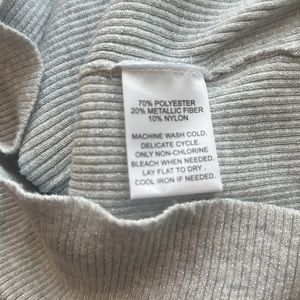 70% POLYESTER
20% METALLIC FIBER
10% NYLON
MACHINE WASH COLD.
DELICATE CYCLE.
ONLY NON-CHLORINE
BLEACH WHEN NEEDED.
LAY FLAT TO DRY.
COOL IRON IF NEEDED.